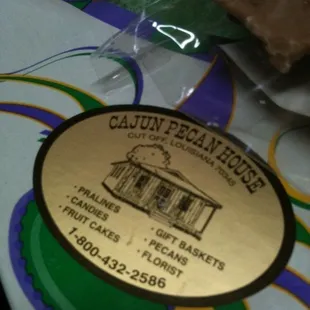 CAJUN PECAN HOUSE
CUT OFF, LOUISIANA 70345
· PRALINES
· CANDIES
· FRUIT CAKES
· GIFT BASKETS
· PECANS
· FLORIST
1-800-432-2586